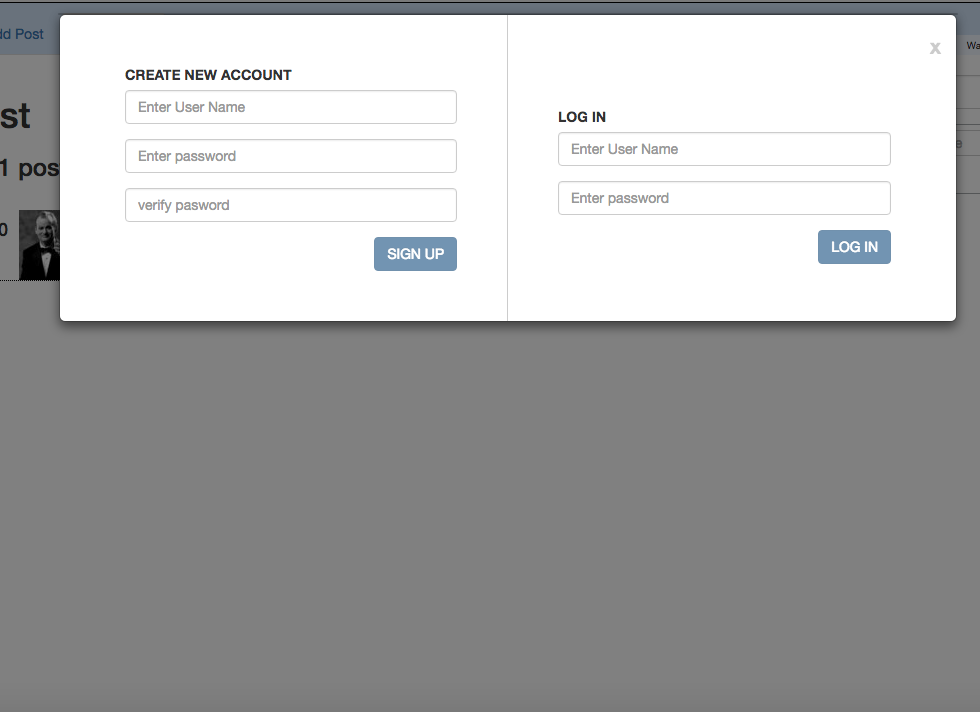 dd Post
st
1 pos
0
CREATE NEW ACCOUNT
Enter User Name
Enter password
verify pasword
SIGN UP
x
LOG IN
Enter User Name
Enter password
LOG IN
Wa
e